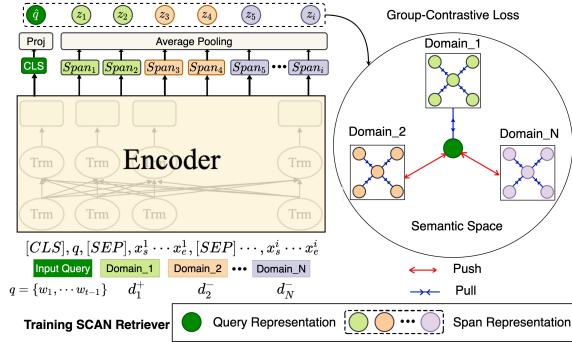 q̂ z₁ z₂ z₃ z₄ z₅ zᵢ
Group-Contrastive Loss
Proj Average Pooling
CLS Span₁ Span₂ Span₃ Span₄ Span₅ ••• Spanᵢ
Trm Trm
Encoder
Trm Trm Trm Trm
[CLS], q, [SEP], x¹ₛ ··· x¹ₑ, [SEP] ··· , xⁱₛ ··· xⁱₑ
Input Query Domain_1 Domain_2 ••• Domain_N
q = {w₁, ··· wₜ₋₁} d₁⁺ d₂⁻ d_N⁻
Domain_1
Domain_2 Domain_N
Semantic Space
Push
Pull
Training SCAN Retriever
Query Representation ••• Span Representation